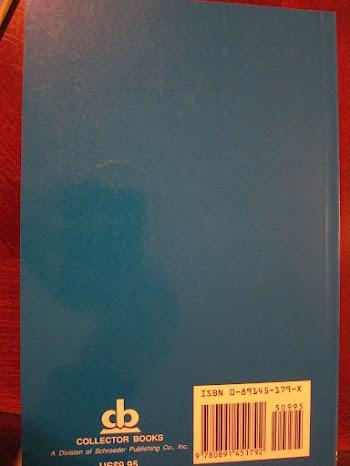 ISBN 0-89145-179-X
50995
9 780891 451792
cb
COLLECTOR BOOKS
A Division of Schroeder Publishing Co., Inc.
US$9.95